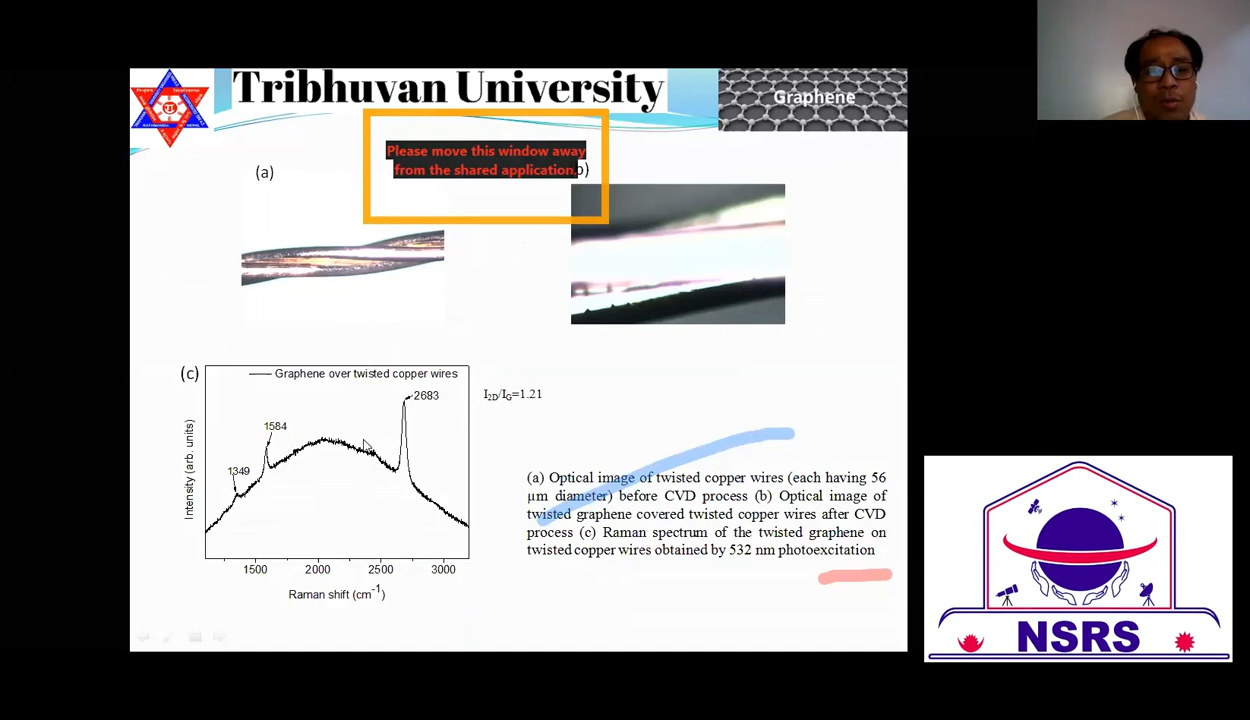 Tribhuvan University
Graphene
Please move this window away
from the shared application.
(a)
b)
(c)
Graphene over twisted copper wires
2683
1584
1349
Intensity (arb. units)
1500
2000
2500
3000
Raman shift (cm-1)
I2D/IG=1.21
(a) Optical image of twisted copper wires (each having 56
µm diameter) before CVD process (b) Optical image of
twisted graphene covered twisted copper wires after CVD
process (c) Raman spectrum of the twisted graphene on
twisted copper wires obtained by 532 nm photoexcitation
NSRS